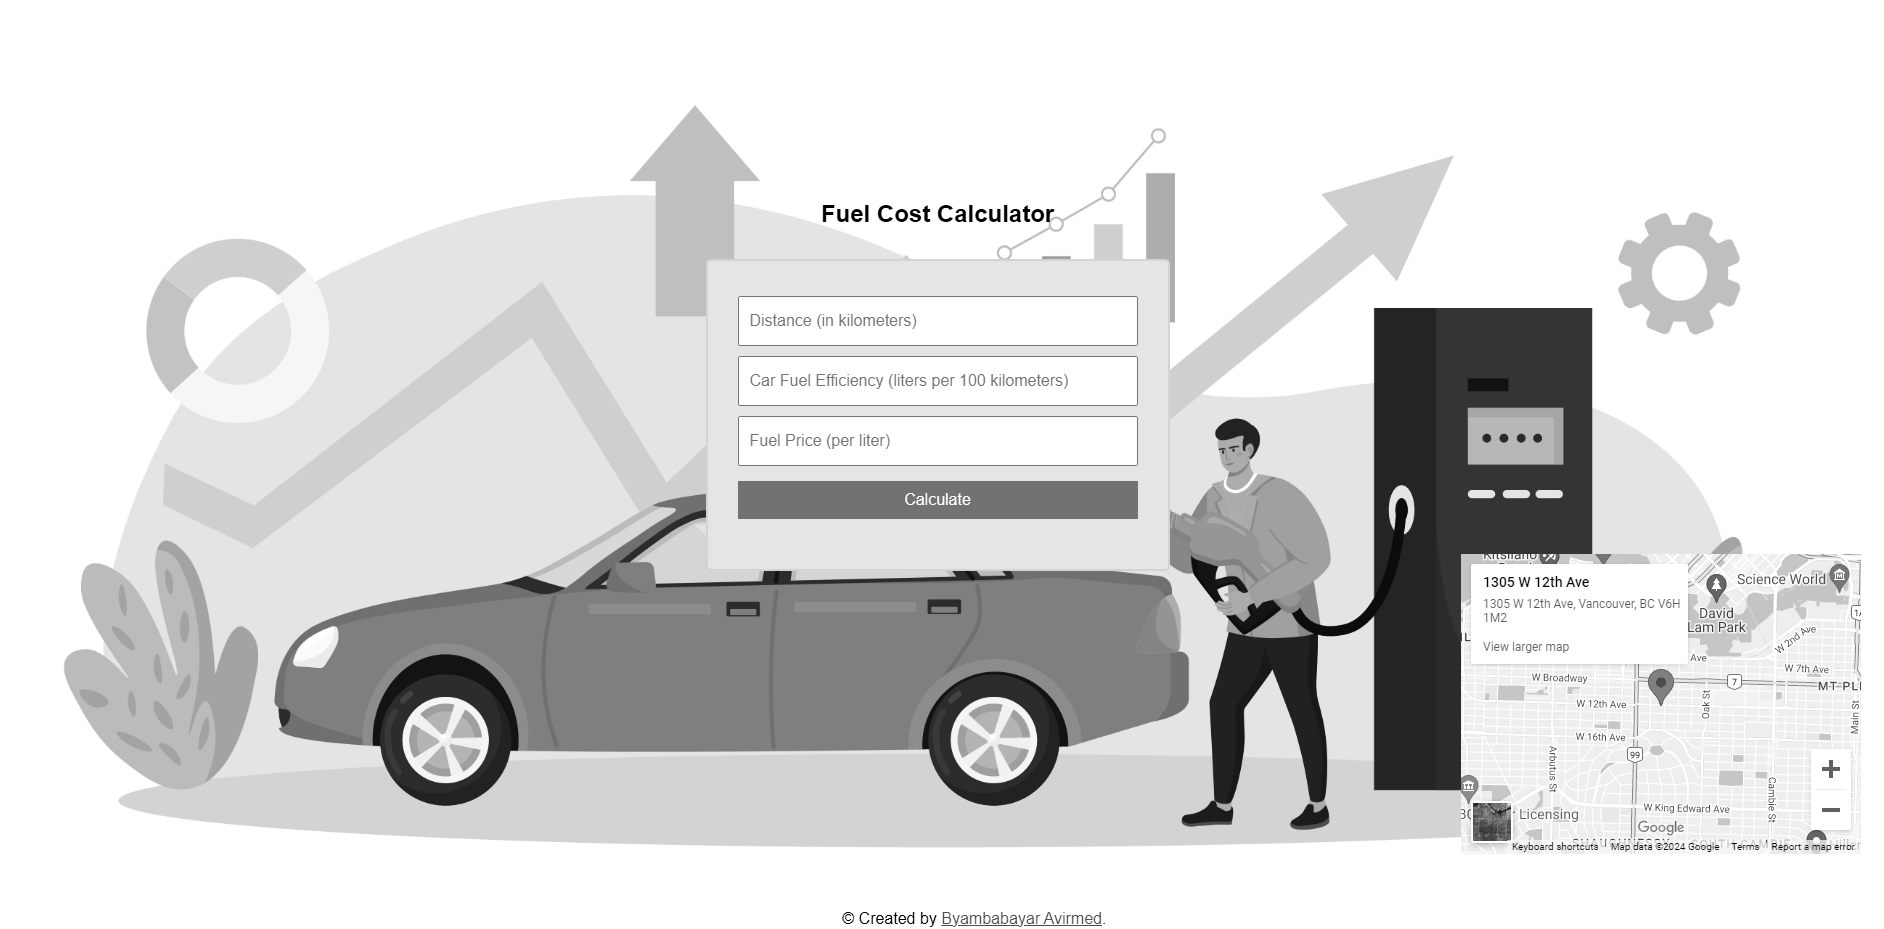 Fuel Cost Calculator
Distance (in kilometers)
Car Fuel Efficiency (liters per 100 kilometers)
Fuel Price (per liter)
Calculate
1305 W 12th Ave
1305 W 12th Ave, Vancouver, BC V6H
1M2
View larger map
Science World
David
Lam Park
W 2nd Ave
Ave
W 7th Ave
W Broadway
7
MT PL
W 12th Ave
Oak St
Main St
W 16th Ave
99
Arbutus St
Cambie St
W King Edward Ave
Licensing
Google
Keyboard shortcuts
Map data ©2024 Google
Terms
Report a map error
© Created by Byambabayar Avirmed.